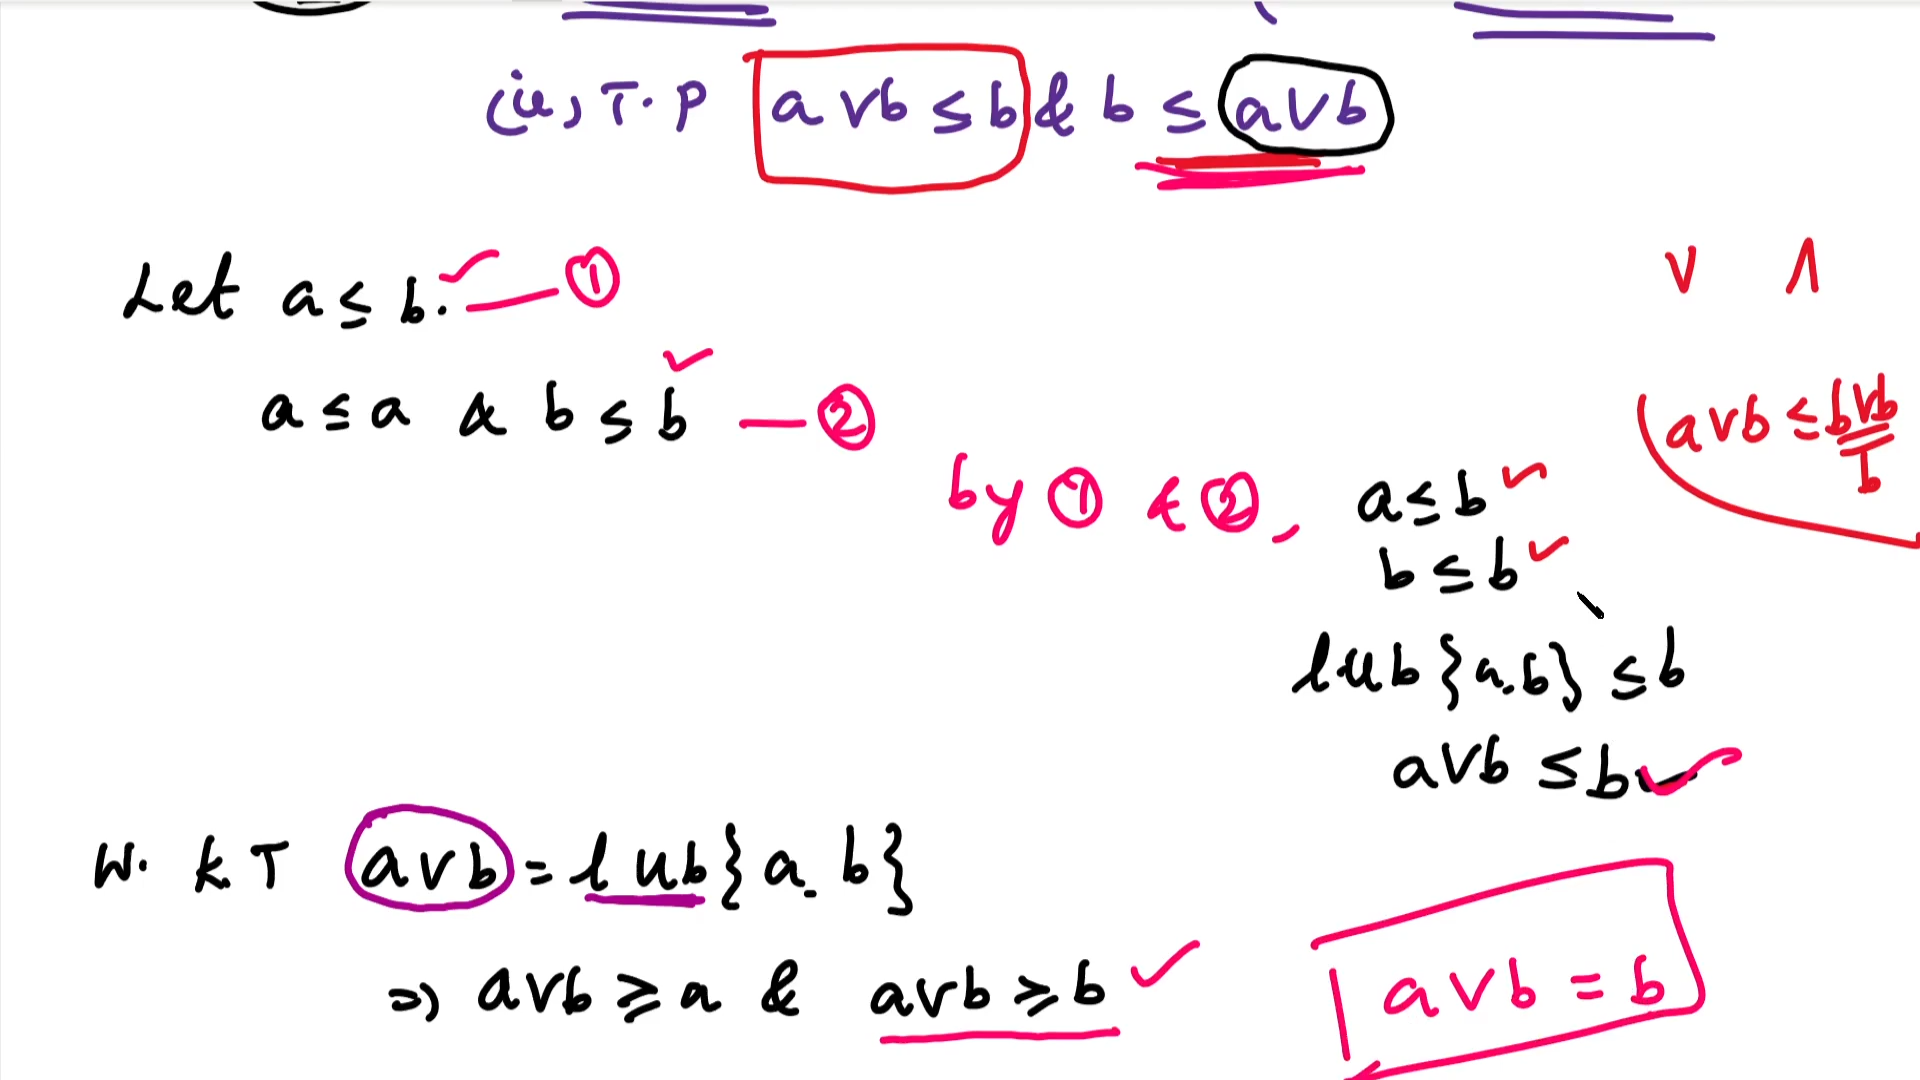 (ii) T.P a∨b ≤ b & b ≤ a∨b
Let a ≤ b. — ①
∨ ∧
a ≤ a & b ≤ b — ②
a∨b ≤ b∨b
b
by ① & ②, a ≤ b
b ≤ b
lub {a, b} ≤ b
a∨b ≤ b
W. K T a∨b = lub {a, b}
⇒ a∨b ≥ a & a∨b ≥ b
a∨b = b